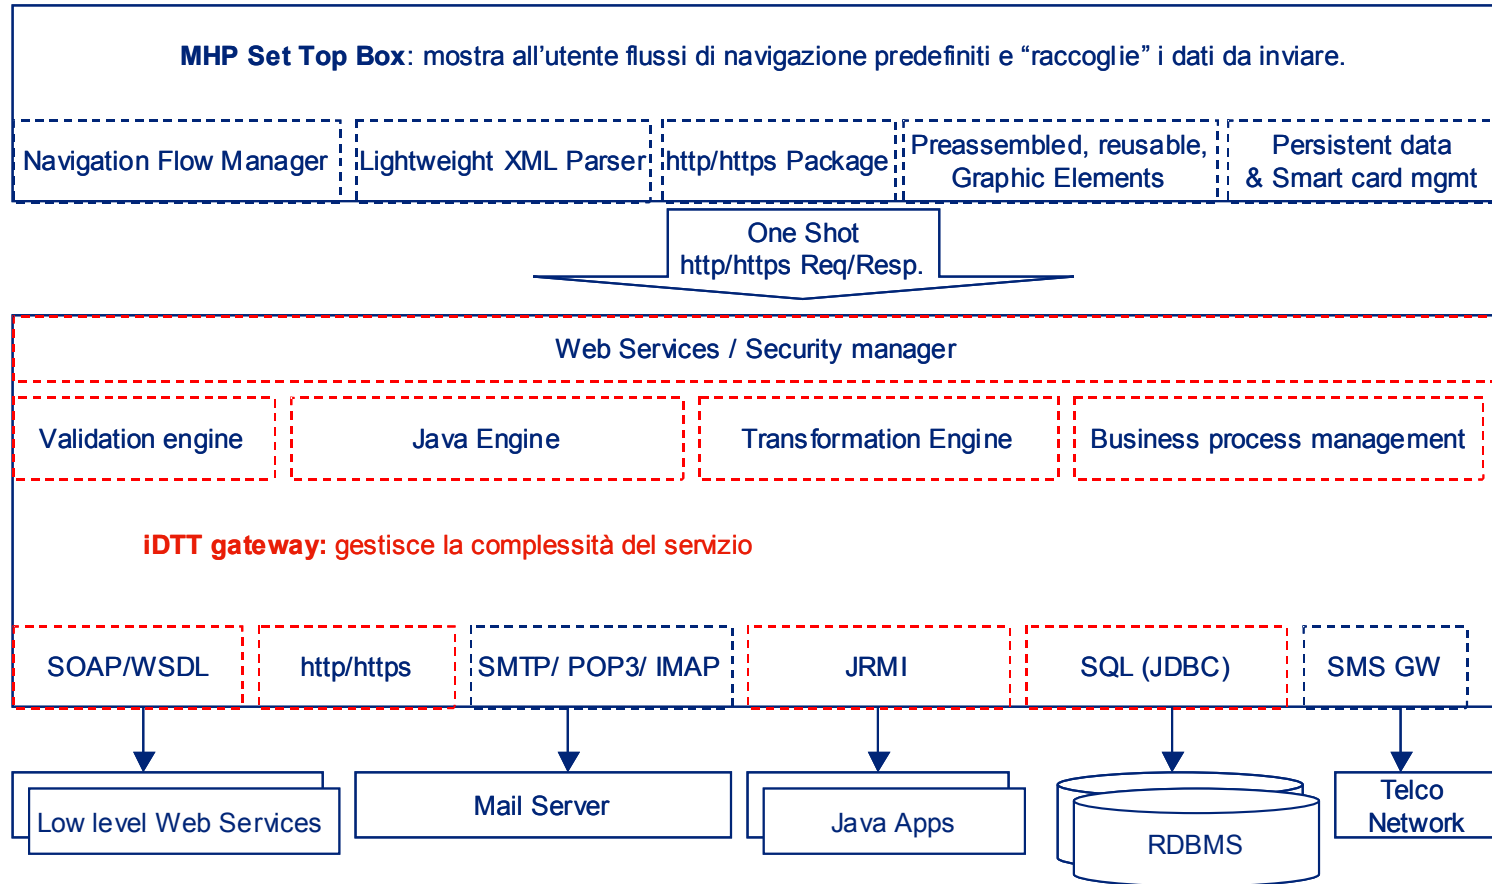 MHP Set Top Box: mostra all'utente flussi di navigazione predefiniti e “raccoglie” i dati da inviare.
Navigation Flow Manager
Lightweight XML Parser
http/https Package
Preassembled, reusable,
Graphic Elements
Persistent data
& Smart card mgmt
One Shot
http/https Req/Resp.
Web Services / Security manager
Validation engine
Java Engine
Transformation Engine
Business process management
iDTT gateway: gestisce la complessità del servizio
SOAP/WSDL
http/https
SMTP/ POP3/ IMAP
JRMI
SQL (JDBC)
SMS GW
Low level Web Services
Mail Server
Java Apps
RDBMS
Telco
Network